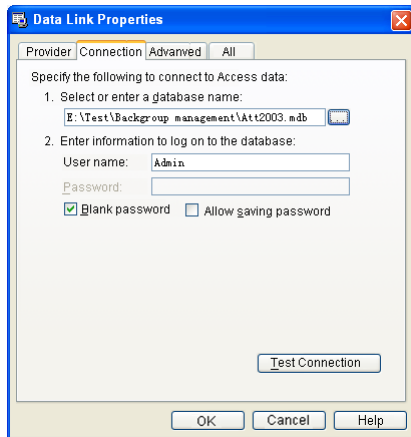 Data Link Properties
Provider Connection Advanved All
Specify the following to connect to Access data:
1. Select or enter a database name:
E:\Test\Backgroup management\Att2003.mdb ...
2. Enter information to log on to the database:
User name: Admin
Password:
Blank password Allow saving password
Test Connection
OK Cancel Help